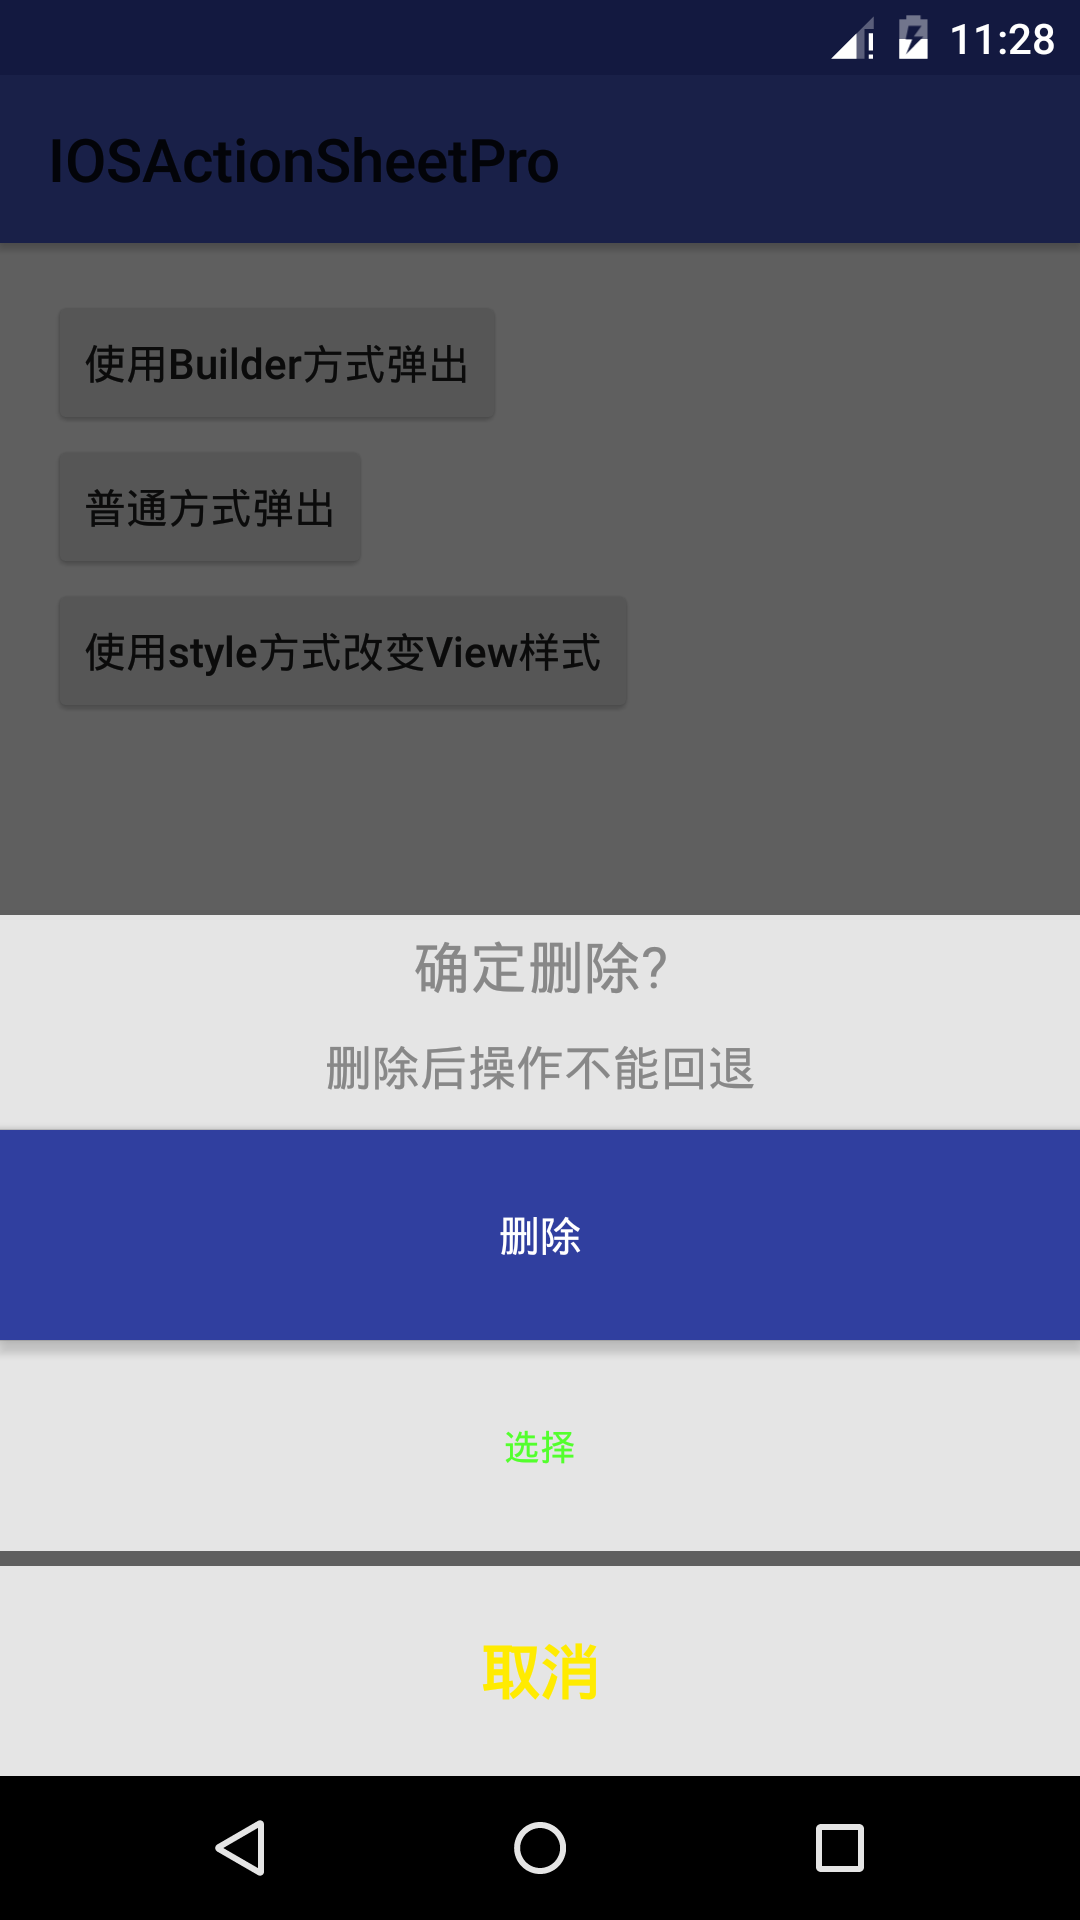 11:28
IOSActionSheetPro
使用Builder方式弹出
普通方式弹出
使用style方式改变View样式
确定删除?
删除后操作不能回退
删除
选择
取消